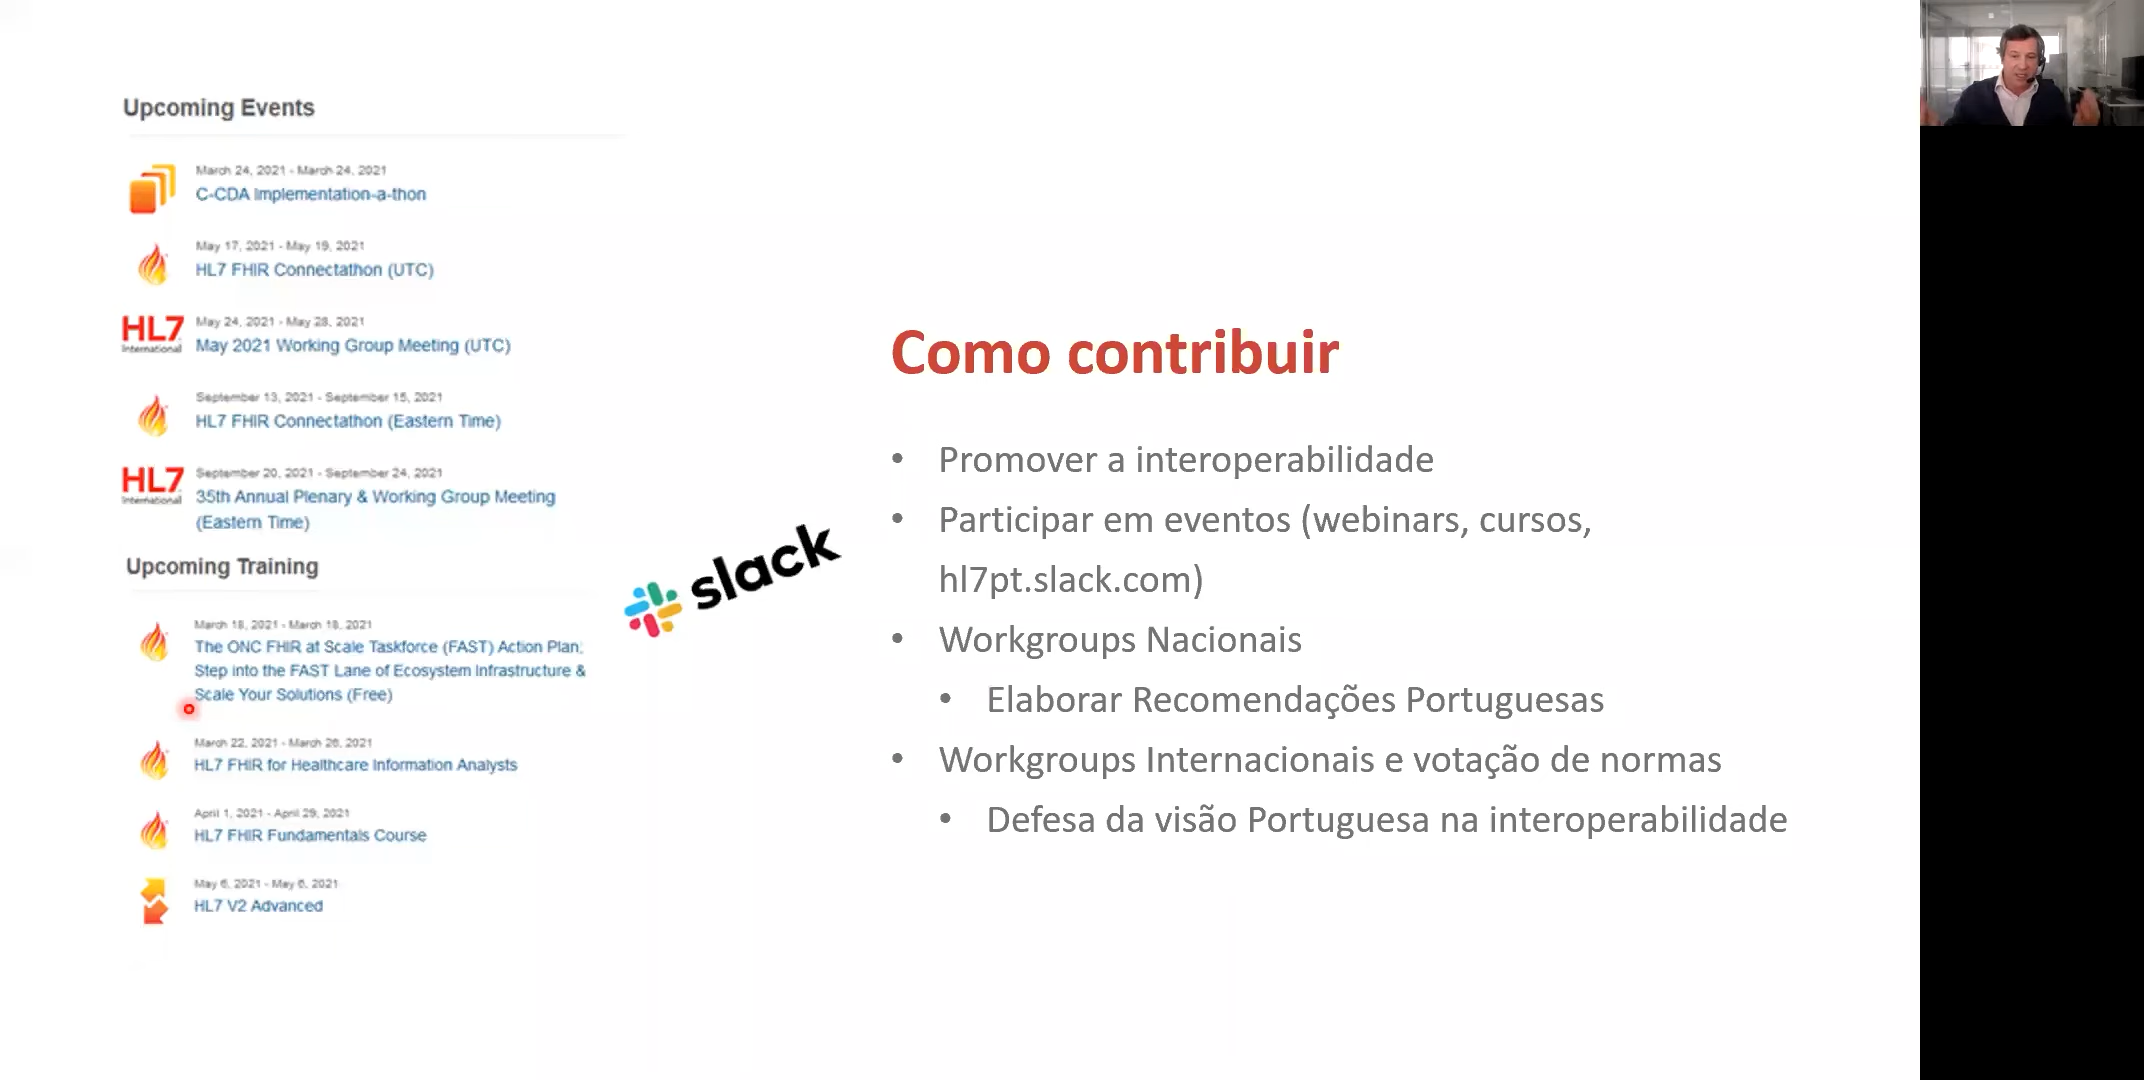 Upcoming Events
March 24, 2021 - March 24, 2021
C-CDA Implementation-a-thon
May 17, 2021 - May 19, 2021
HL7 FHIR Connectathon (UTC)
HL7
International
May 24, 2021 - May 28, 2021
May 2021 Working Group Meeting (UTC)
September 13, 2021 - September 15, 2021
HL7 FHIR Connectathon (Eastern Time)
HL7
International
September 20, 2021 - September 24, 2021
35th Annual Plenary & Working Group Meeting
(Eastern Time)
Upcoming Training
March 18, 2021 - March 18, 2021
The ONC FHIR at Scale Taskforce (FAST) Action Plan;
Step into the FAST Lane of Ecosystem Infrastructure &
Scale Your Solutions (Free)
March 22, 2021 - March 26, 2021
HL7 FHIR for Healthcare Information Analysts
April 1, 2021 - April 29, 2021
HL7 FHIR Fundamentals Course
May 6, 2021 - May 6, 2021
HL7 V2 Advanced
slack
Como contribuir
• Promover a interoperabilidade
• Participar em eventos (webinars, cursos,
hl7pt.slack.com)
• Workgroups Nacionais
• Elaborar Recomendações Portuguesas
• Workgroups Internacionais e votação de normas
• Defesa da visão Portuguesa na interoperabilidade